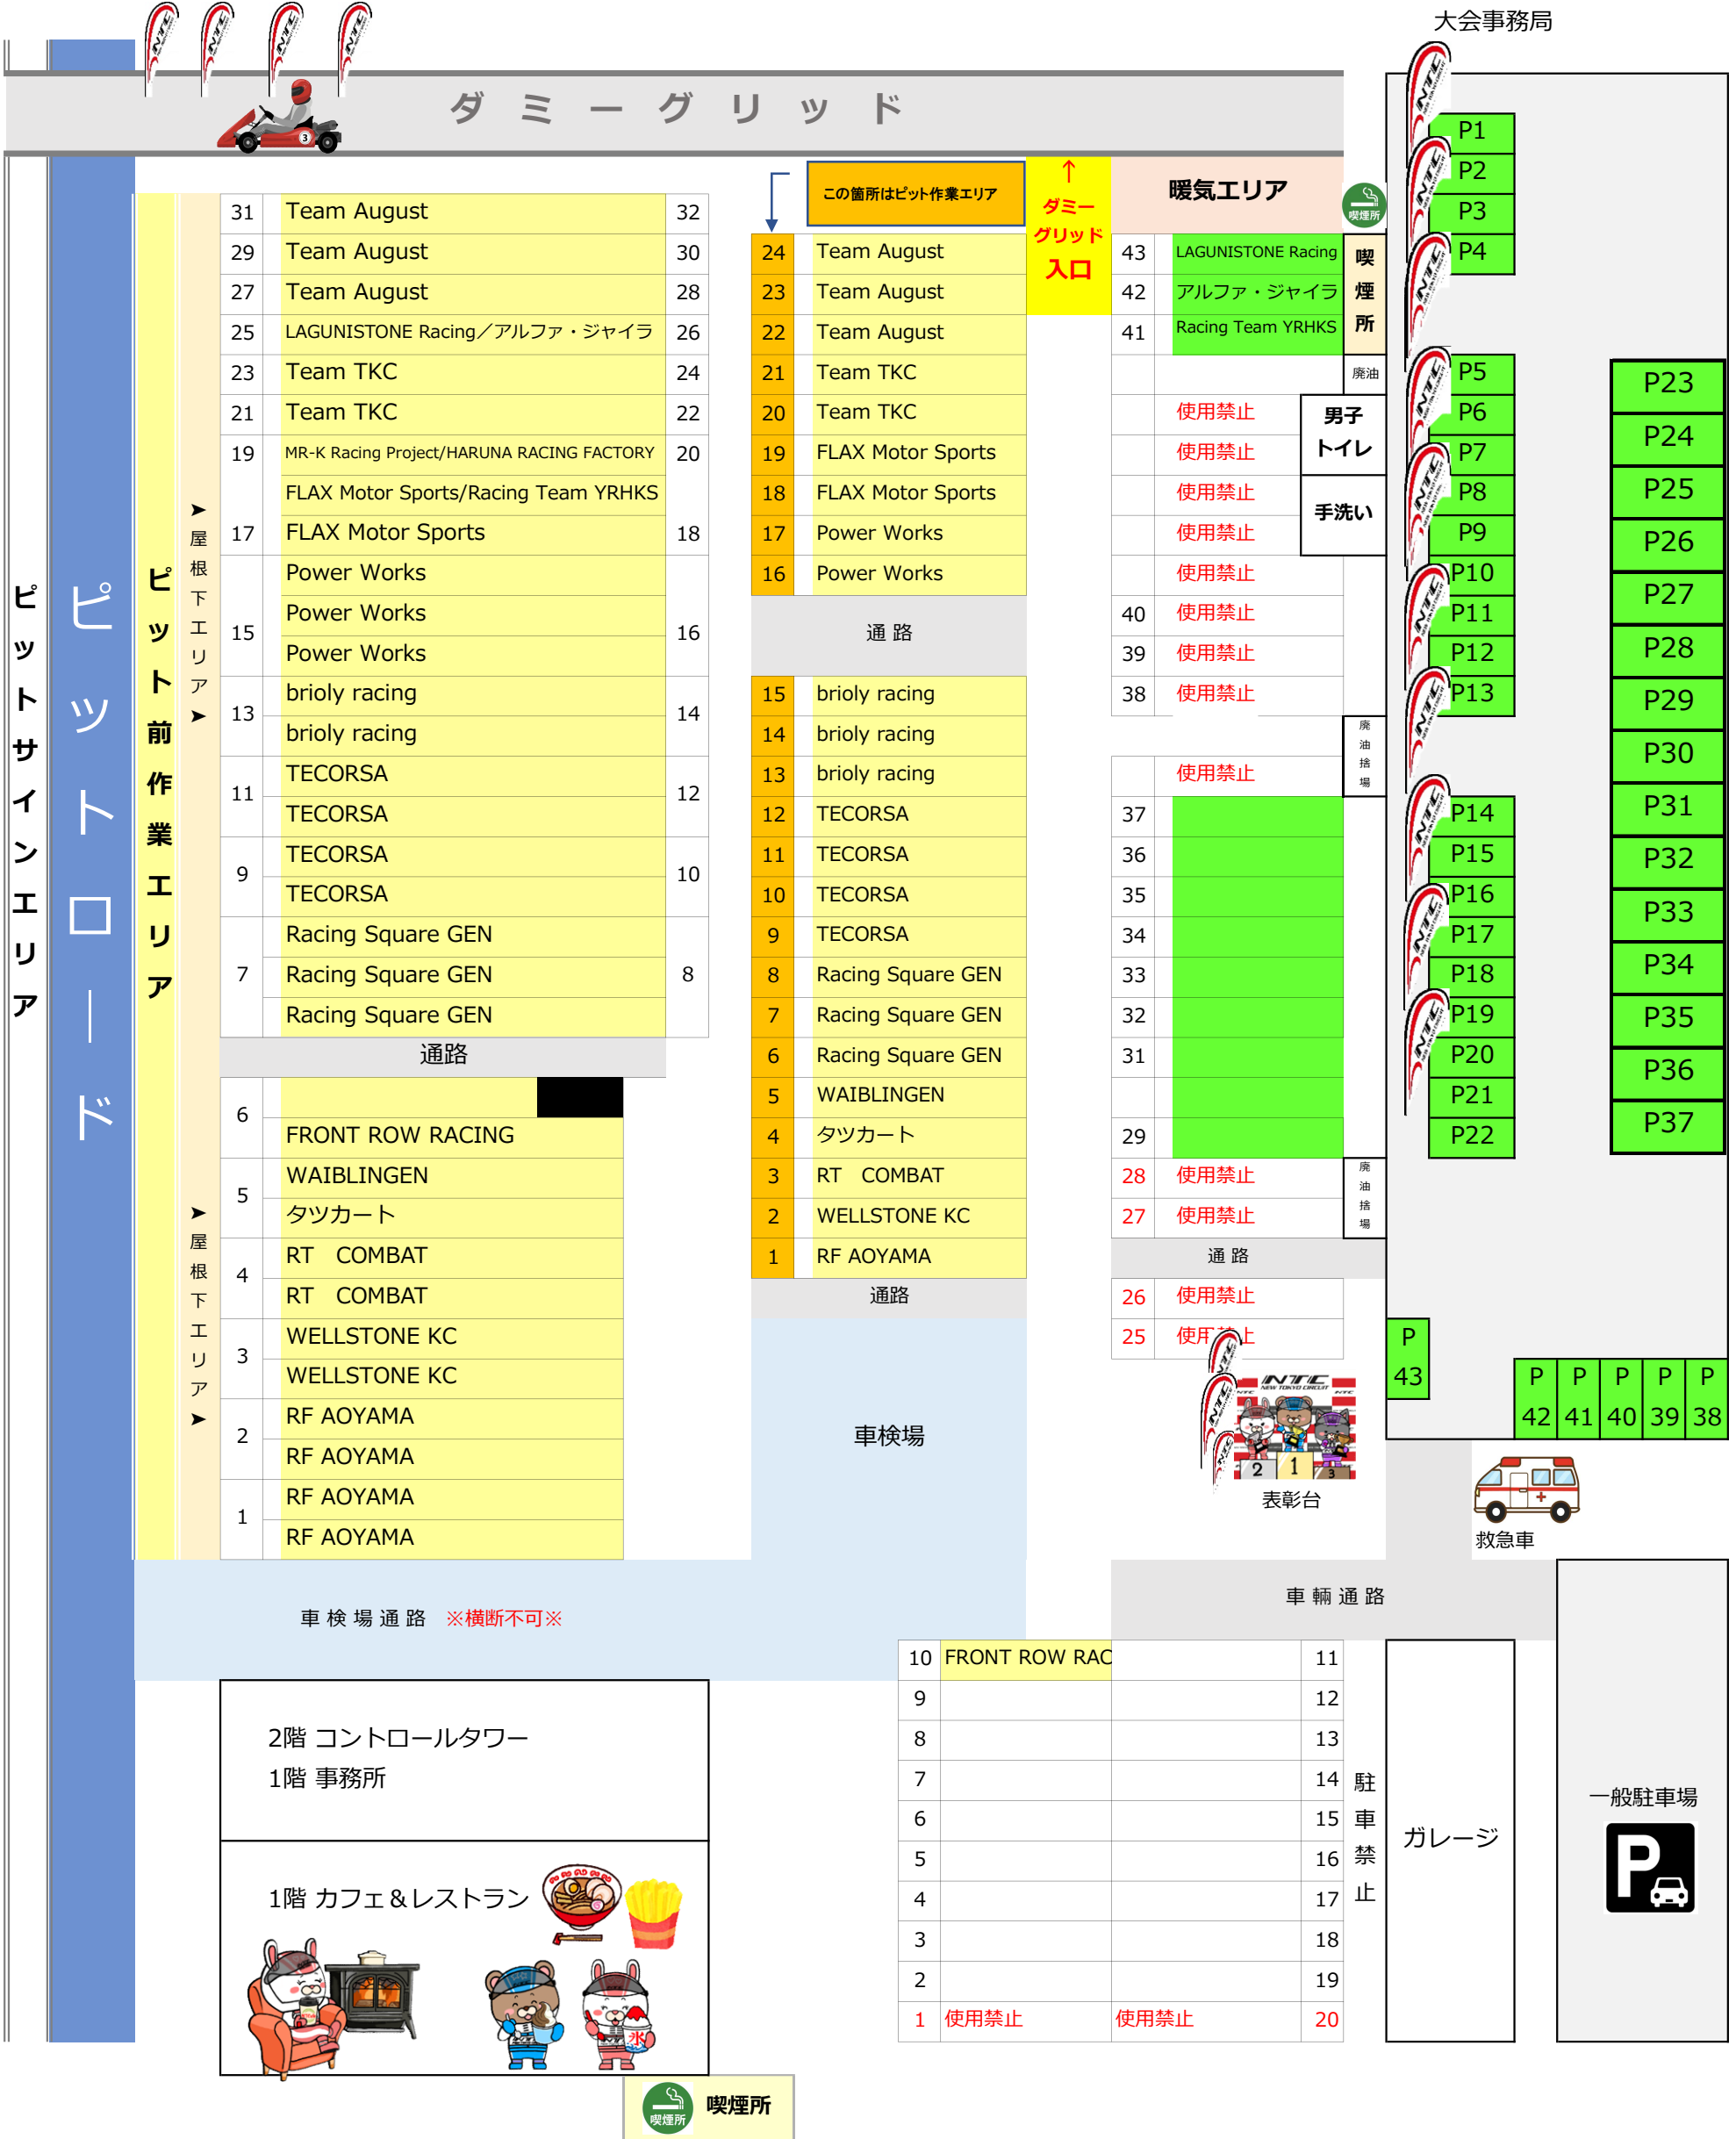 大会事務局
ダミーグリッド
この箇所はピット作業エリア
↑
ダミー
グリッド
入口
暖気エリア
喫煙所
ピットサインエリア
ピットロード
ピット前作業エリア
➤屋根下エリア➤
➤屋根下エリア➤
31 Team August 32
29 Team August 30
27 Team August 28
25 LAGUNISTONE Racing／アルファ・ジャイラ 26
23 Team TKC 24
21 Team TKC 22
19 MR-K Racing Project/HARUNA RACING FACTORY 20
FLAX Motor Sports/Racing Team YRHKS
17 FLAX Motor Sports 18
Power Works
15 Power Works 16
Power Works
13 brioly racing 14
brioly racing
11 TECORSA 12
TECORSA
9 TECORSA 10
TECORSA
Racing Square GEN
7 Racing Square GEN 8
Racing Square GEN
通路
6
FRONT ROW RACING
5 WAIBLINGEN
タツカート
4 RT COMBAT
RT COMBAT
3 WELLSTONE KC
WELLSTONE KC
2 RF AOYAMA
RF AOYAMA
1 RF AOYAMA
RF AOYAMA
24 Team August
23 Team August
22 Team August
21 Team TKC
20 Team TKC
19 FLAX Motor Sports
18 FLAX Motor Sports
17 Power Works
16 Power Works
通路
15 brioly racing
14 brioly racing
13 brioly racing
12 TECORSA
11 TECORSA
10 TECORSA
9 TECORSA
8 Racing Square GEN
7 Racing Square GEN
6 Racing Square GEN
5 WAIBLINGEN
4 タツカート
3 RT COMBAT
2 WELLSTONE KC
1 RF AOYAMA
通路
車検場
43 LAGUNISTONE Racing
42 アルファ・ジャイラ
41 Racing Team YRHKS
使用禁止
使用禁止
使用禁止
使用禁止
使用禁止
40 使用禁止
39 使用禁止
38 使用禁止
使用禁止
37
36
35
34
33
32
31
29
28 使用禁止
27 使用禁止
通路
26 使用禁止
25 使用禁止
喫煙所
廃油
男子
トイレ
手洗い
廃油捨場
廃油捨場
P1
P2
P3
P4
P5
P6
P7
P8
P9
P10
P11
P12
P13
P14
P15
P16
P17
P18
P19
P20
P21
P22
P23
P24
P25
P26
P27
P28
P29
P30
P31
P32
P33
P34
P35
P36
P37
P43
P42 P41 P40 P39 P38
NTC
NEW TOKYO CIRCUIT
2 1 3
表彰台
救急車
車検場通路 ※横断不可※
車輌通路
10 FRONT ROW RAC 11
9 12
8 13
7 14
6 15
5 16
4 17
3 18
2 19
1 使用禁止 使用禁止 20
駐車禁止
ガレージ
一般駐車場
P
2階 コントロールタワー
1階 事務所
1階 カフェ＆レストラン
氷
喫煙所 喫煙所